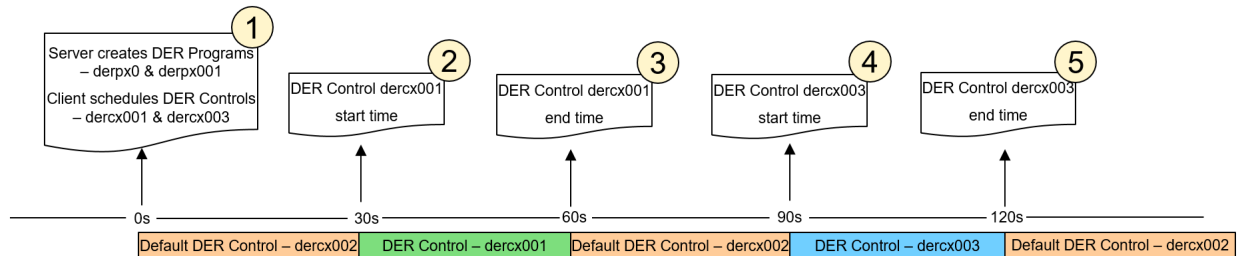 1
Server creates DER Programs
– derpx0 & derpx001
Client schedules DER Controls
– dercx001 & dercx003
2
DER Control dercx001
start time
3
DER Control dercx001
end time
4
DER Control dercx003
start time
5
DER Control dercx003
end time
0s
30s
60s
90s
120s
Default DER Control – dercx002
DER Control – dercx001
Default DER Control – dercx002
DER Control – dercx003
Default DER Control – dercx002